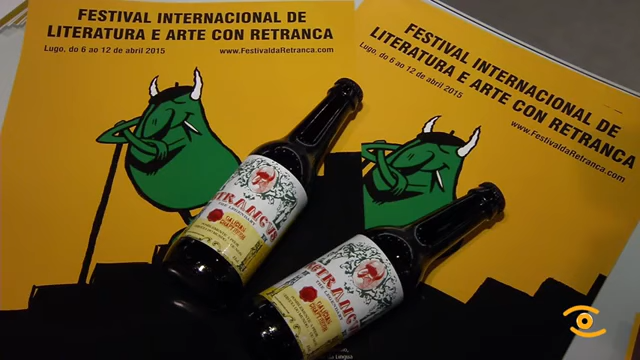 FESTIVAL INTERNACIONAL DE
LITERATURA E ARTE CON RETRANCA
Lugo, do 6 ao 12 de abril 2015
www.FestivaldaRetranca.com
FESTIVAL INTERNACIONAL DE
LITERATURA E ARTE CON RETRANCA
Lugo, do 6 ao 12 de abril 2015
www.FestivaldaRetranca.com